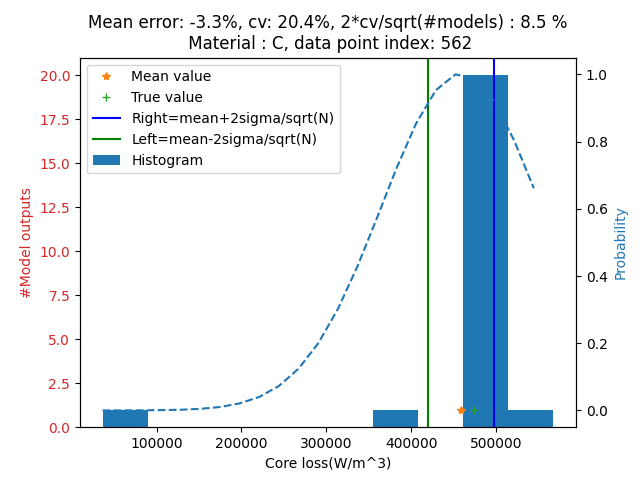 Mean error: -3.3%, cv: 20.4%, 2*cv/sqrt(#models) : 8.5 %
Material : C, data point index: 562
20.0
17.5
15.0
12.5
10.0
7.5
5.0
2.5
0.0
#Model outputs
Mean value
True value
Right=mean+2sigma/sqrt(N)
Left=mean-2sigma/sqrt(N)
Histogram
1.0
0.8
0.6
0.4
0.2
0.0
Probability
100000 200000 300000 400000 500000
Core loss(W/m^3)